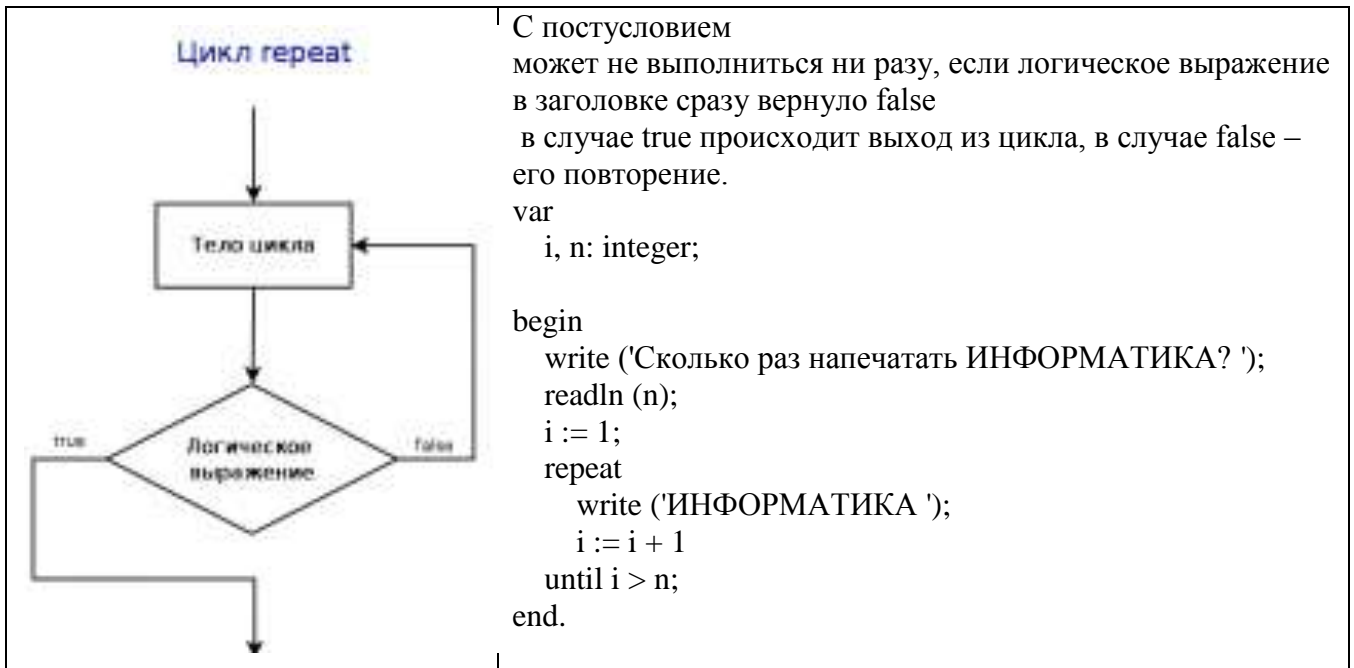 Цикл repeat
Тело цикла
Логическое
выражение
true
false
С постусловием
может не выполниться ни разу, если логическое выражение
в заголовке сразу вернуло false
в случае true происходит выход из цикла, в случае false –
его повторение.
var
i, n: integer;
begin
write ('Сколько раз напечатать ИНФОРМАТИКА? ');
readln (n);
i := 1;
repeat
write ('ИНФОРМАТИКА ');
i := i + 1
until i > n;
end.